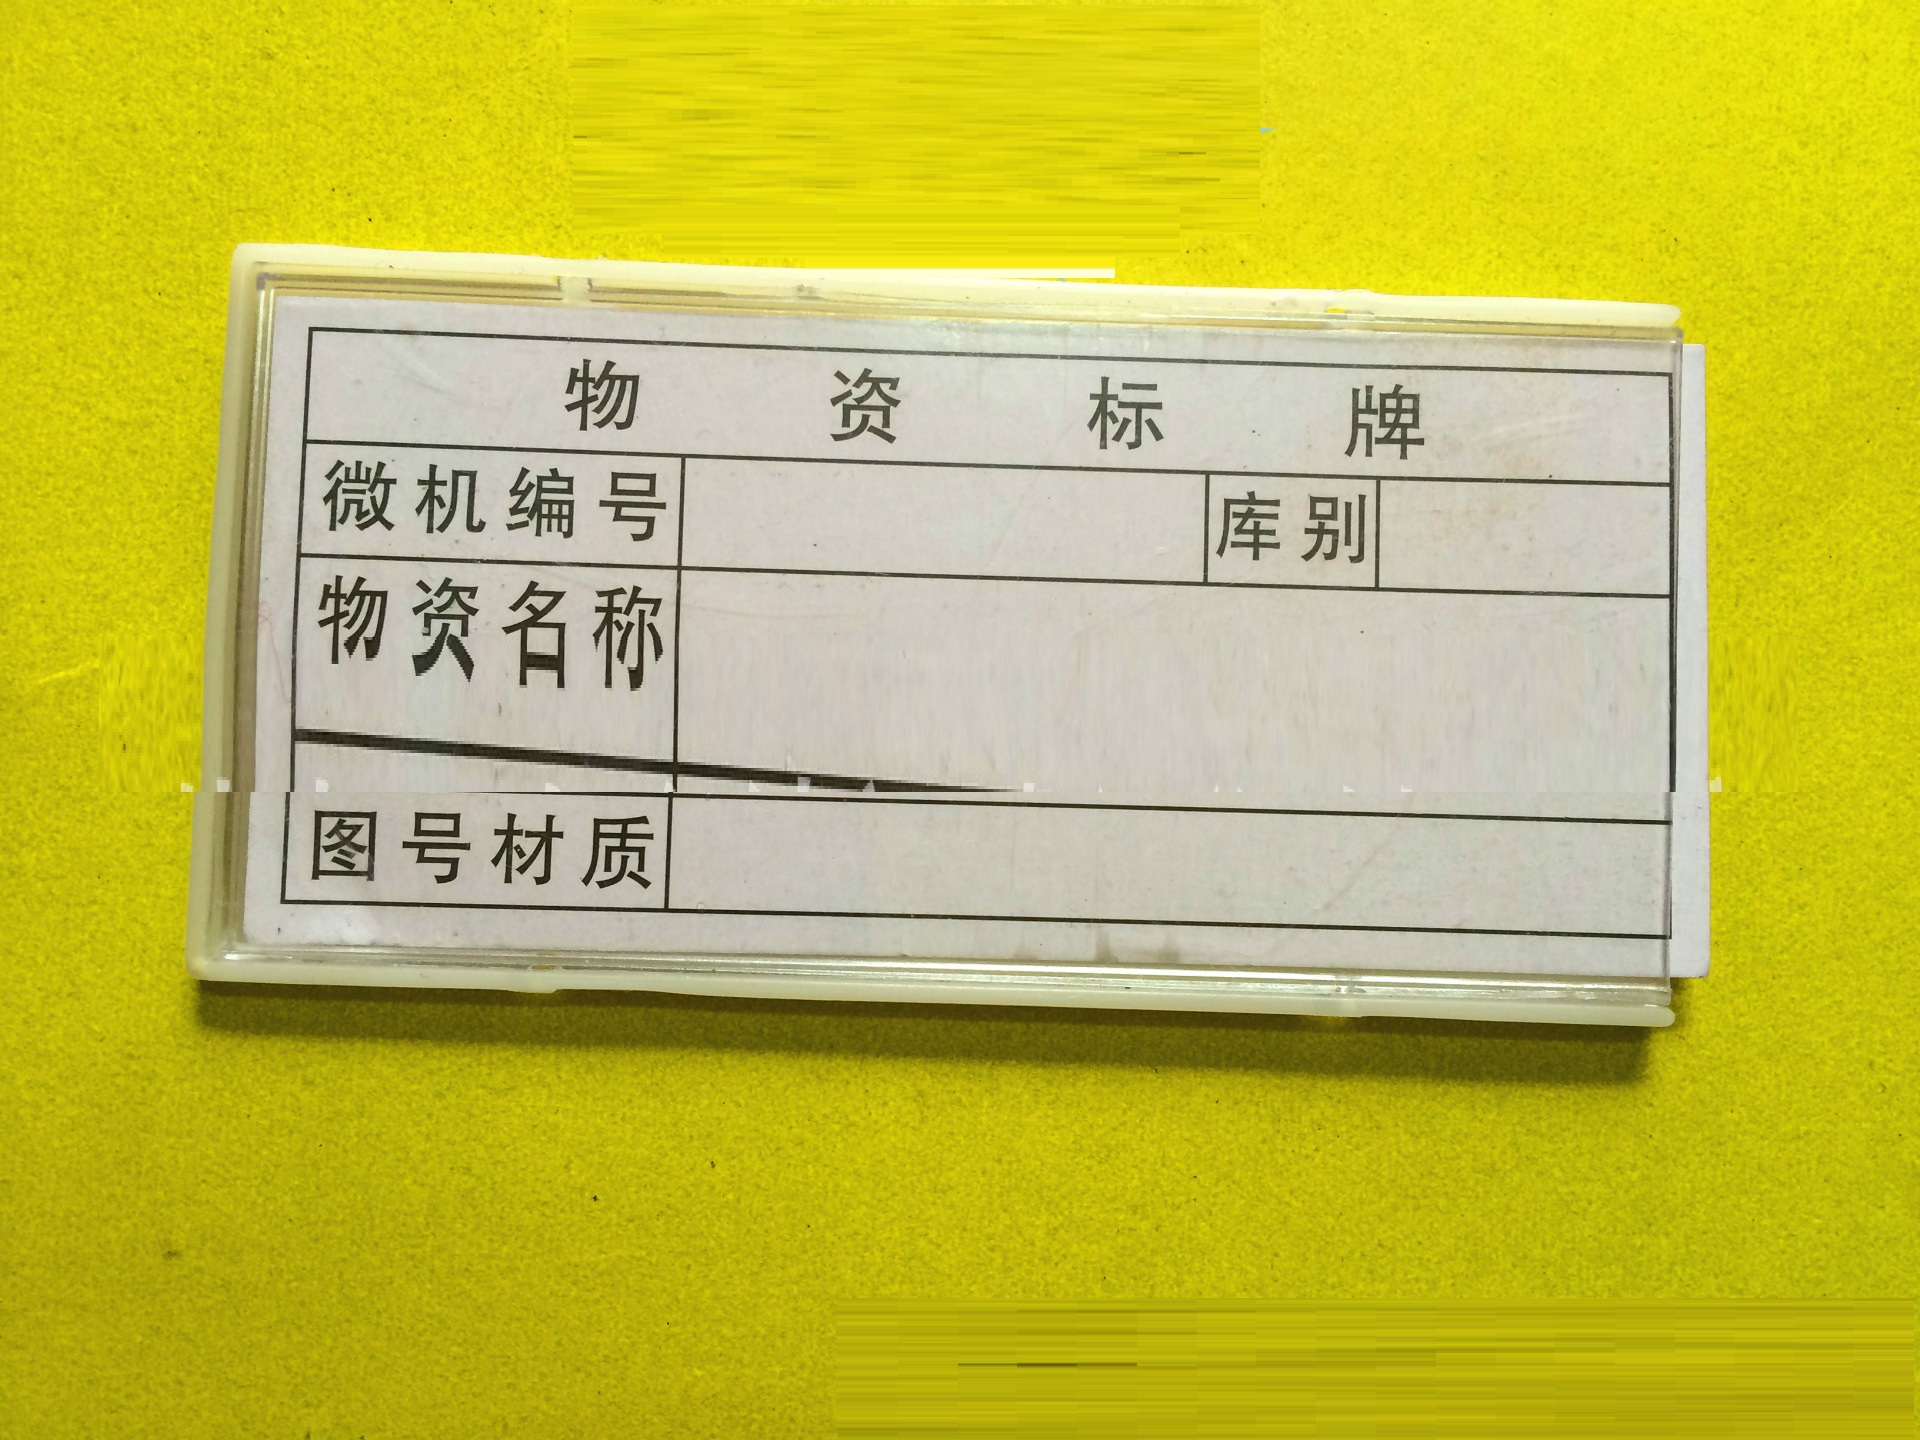 物资标牌
微机编号 库别
物资名称
图号材质